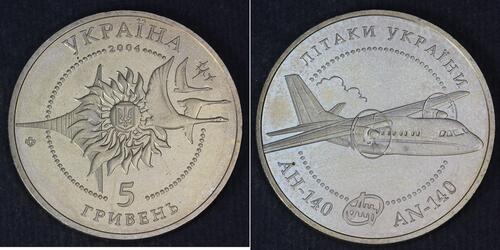 УКРАЇНА
2004
5
ГРИВЕНЬ
ЛІТАКИ УКРАЇНИ
АН-140
AN-140